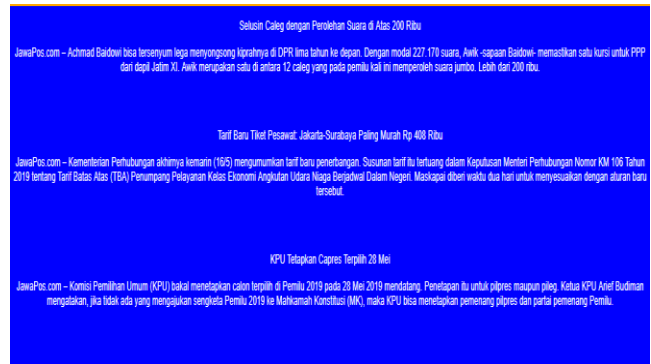 Selusin Caleg dengan Perolehan Suara di Atas 200 Ribu
JawaPos.com – Achmad Baidowi bisa tersenyum lega menyongsong kiprahnya di DPR lima tahun ke depan. Dengan modal 227.170 suara, Awik -sapaan Baidowi- memastikan satu kursi untuk PPP
dari dapil Jatim XI. Awik merupakan satu di antara 12 caleg yang pada pemilu kali ini memperoleh suara jumbo. Lebih dari 200 ribu.
Tarif Baru Tiket Pesawat: Jakarta-Surabaya Paling Murah Rp 408 Ribu
JawaPos.com – Kementerian Perhubungan akhirnya kemarin (16/5) mengumumkan tarif baru penerbangan. Susunan tarif itu tertuang dalam Keputusan Menteri Perhubungan Nomor KM 106 Tahun
2019 tentang Tarif Batas Atas (TBA) Penumpang Pelayanan Kelas Ekonomi Angkutan Udara Niaga Berjadwal Dalam Negeri. Maskapai diberi waktu dua hari untuk menyesuaikan dengan aturan baru
tersebut.
KPU Tetapkan Capres Terpilih 28 Mei
JawaPos.com – Komisi Pemilihan Umum (KPU) bakal menetapkan calon terpilih di Pemilu 2019 pada 28 Mei 2019 mendatang. Penetapan itu untuk pilpres maupun pileg. Ketua KPU Arief Budiman
mengatakan, jika tidak ada yang mengajukan sengketa Pemilu 2019 ke Mahkamah Konstitusi (MK), maka KPU bisa menetapkan pemenang pilpres dan partai pemenang Pemilu.